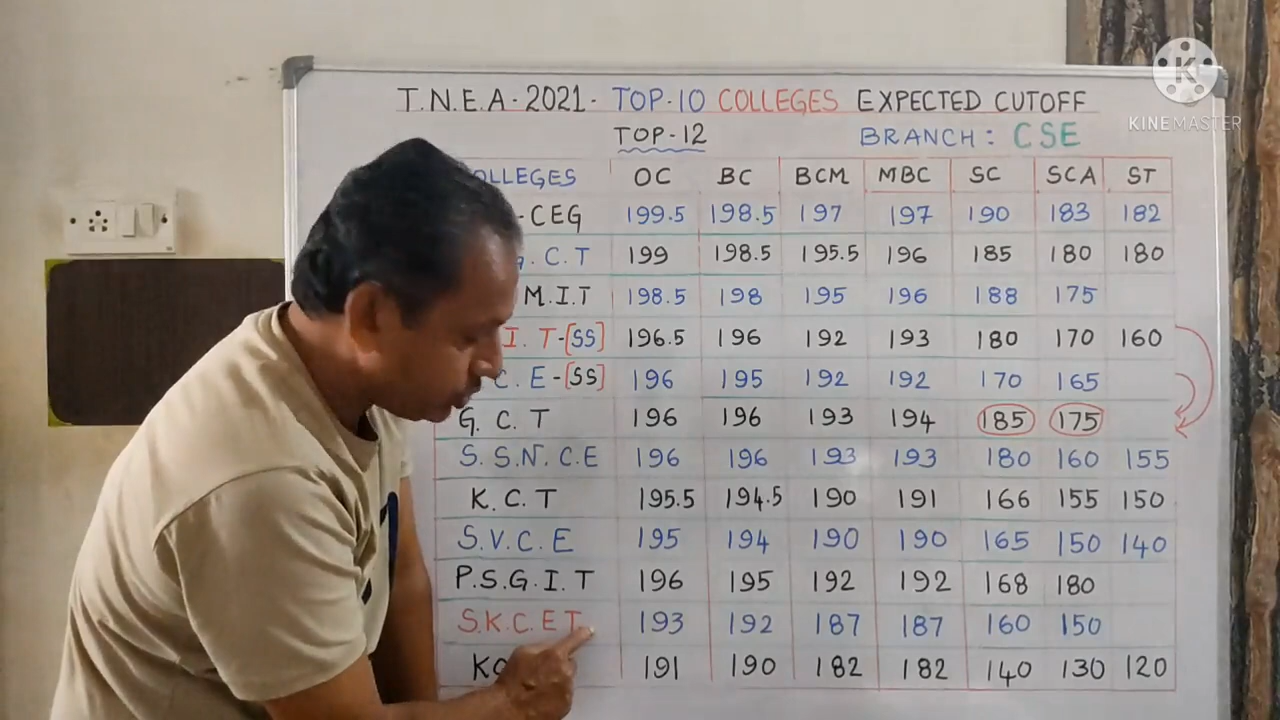 T.N.E.A-2021- TOP-10 COLLEGES EXPECTED CUTOFF
TOP-12 BRANCH: CSE
OLLEGES OC BC BCM MBC SC SCA ST
-CEG 199.5 198.5 197 197 190 183 182
. C. T 199 198.5 195.5 196 185 180 180
M.I.T 198.5 198 195 196 188 175
I. T-[SS] 196.5 196 192 193 180 170 160
C. E-[SS] 196 195 192 192 170 165
G. C. T 196 196 193 194 185 175
S. S.N. C.E 196 196 193 193 180 160 155
K. C. T 195.5 194.5 190 191 166 155 150
S.V.C.E 195 194 190 190 165 150 140
P.S.G.I.T 196 195 192 192 168 180
S.K.C.E T 193 192 187 187 160 150
191 190 182 182 140 130 120
K
KINEMASTER